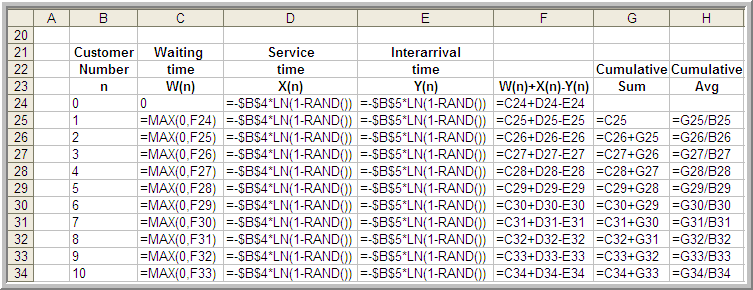 A B C D E F G H
20
21 Customer Waiting Service Interarrival
22 Number time time time Cumulative Cumulative
23 n W(n) X(n) Y(n) W(n)+X(n)-Y(n) Sum Avg
24 0 0 =-$B$4*LN(1-RAND()) =-$B$5*LN(1-RAND()) =C24+D24-E24
25 1 =MAX(0,F24) =-$B$4*LN(1-RAND()) =-$B$5*LN(1-RAND()) =C25+D25-E25 =C25 =G25/B25
26 2 =MAX(0,F25) =-$B$4*LN(1-RAND()) =-$B$5*LN(1-RAND()) =C26+D26-E26 =C26+G25 =G26/B26
27 3 =MAX(0,F26) =-$B$4*LN(1-RAND()) =-$B$5*LN(1-RAND()) =C27+D27-E27 =C27+G26 =G27/B27
28 4 =MAX(0,F27) =-$B$4*LN(1-RAND()) =-$B$5*LN(1-RAND()) =C28+D28-E28 =C28+G27 =G28/B28
29 5 =MAX(0,F28) =-$B$4*LN(1-RAND()) =-$B$5*LN(1-RAND()) =C29+D29-E29 =C29+G28 =G29/B29
30 6 =MAX(0,F29) =-$B$4*LN(1-RAND()) =-$B$5*LN(1-RAND()) =C30+D30-E30 =C30+G29 =G30/B30
31 7 =MAX(0,F30) =-$B$4*LN(1-RAND()) =-$B$5*LN(1-RAND()) =C31+D31-E31 =C31+G30 =G31/B31
32 8 =MAX(0,F31) =-$B$4*LN(1-RAND()) =-$B$5*LN(1-RAND()) =C32+D32-E32 =C32+G31 =G32/B32
33 9 =MAX(0,F32) =-$B$4*LN(1-RAND()) =-$B$5*LN(1-RAND()) =C33+D33-E33 =C33+G32 =G33/B33
34 10 =MAX(0,F33) =-$B$4*LN(1-RAND()) =-$B$5*LN(1-RAND()) =C34+D34-E34 =C34+G33 =G34/B34